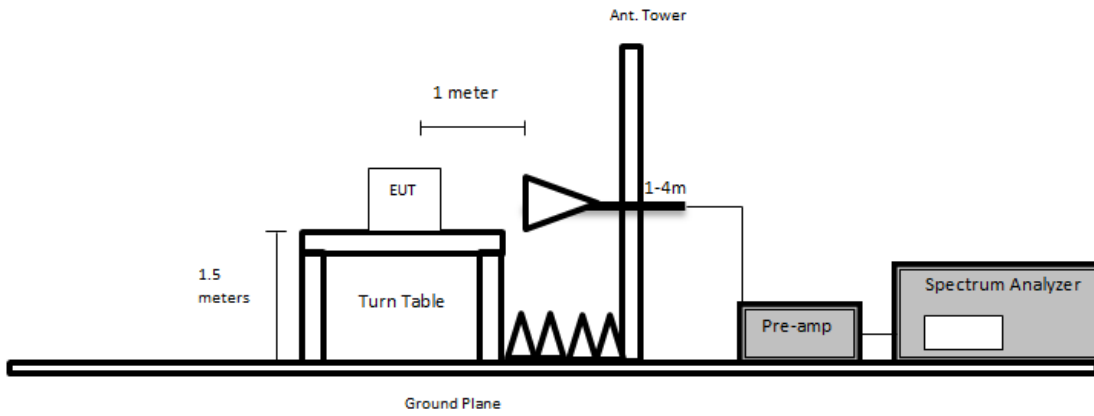 Ant. Tower
1 meter
EUT
1-4m
1.5
meters
Turn Table
Spectrum Analyzer
Pre-amp
Ground Plane